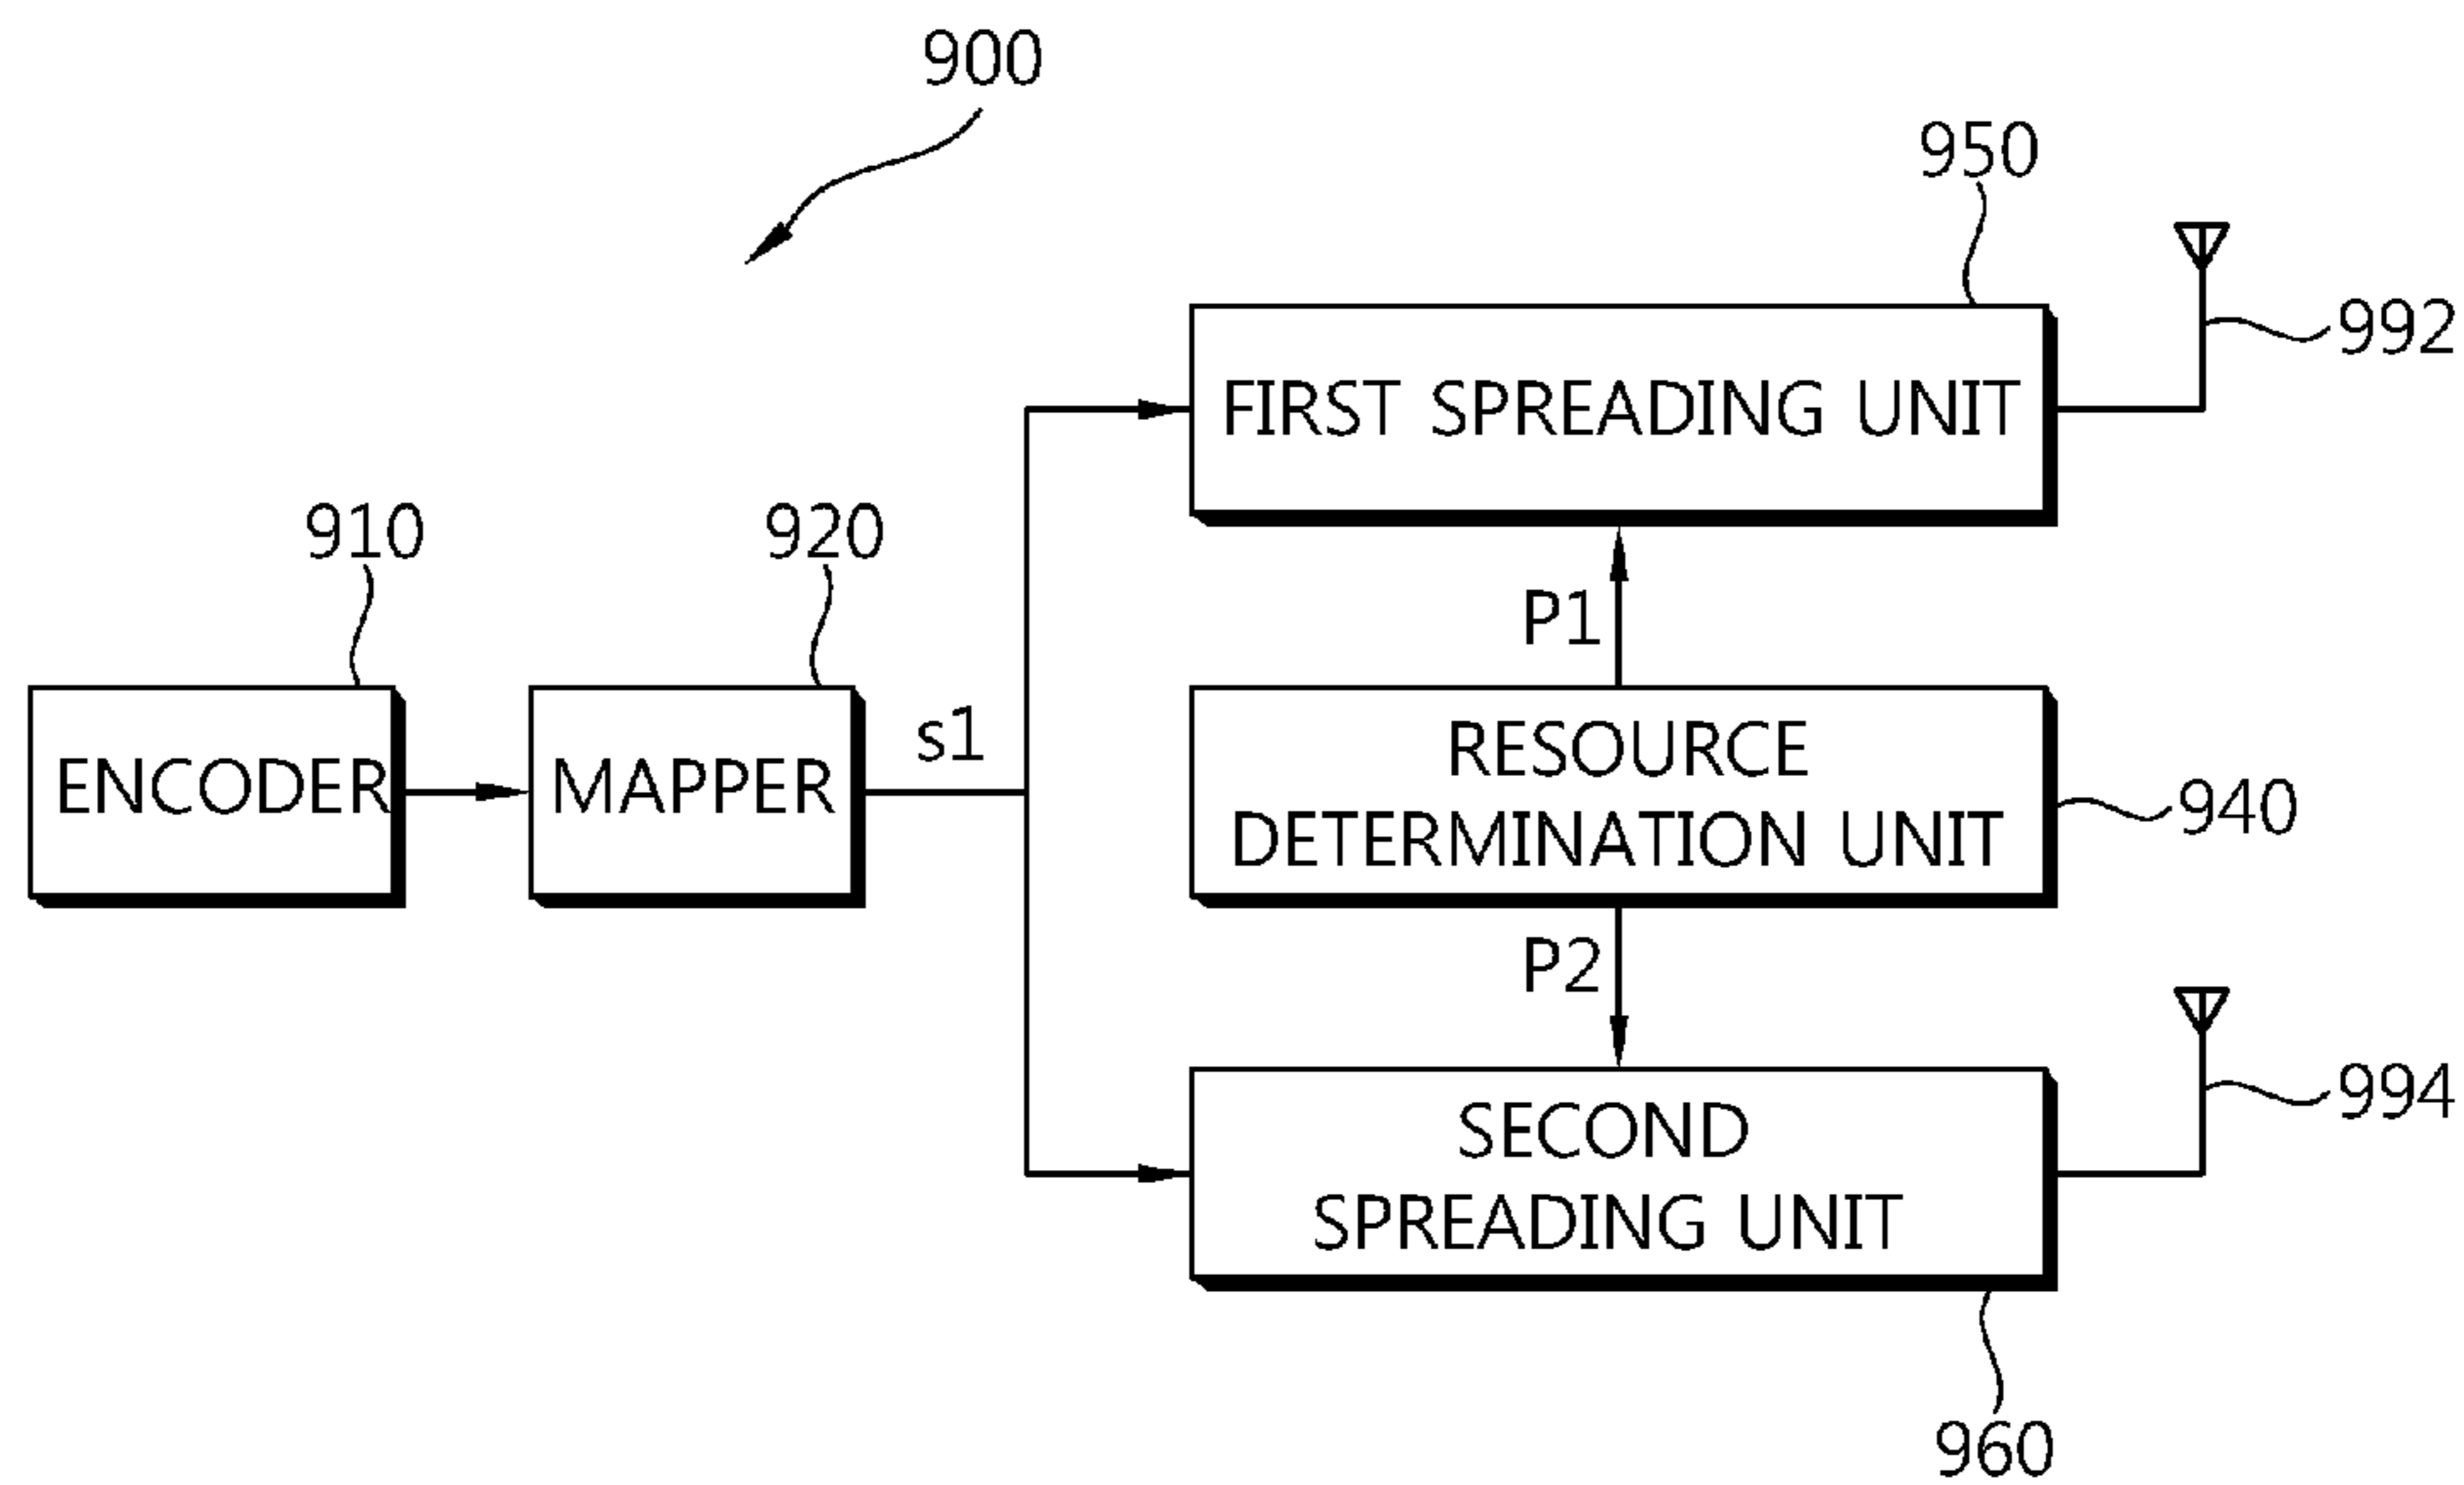 900
950
992
FIRST SPREADING UNIT
910
920
P1
s1
ENCODER
MAPPER
RESOURCE
DETERMINATION UNIT
940
P2
994
SECOND
SPREADING UNIT
960